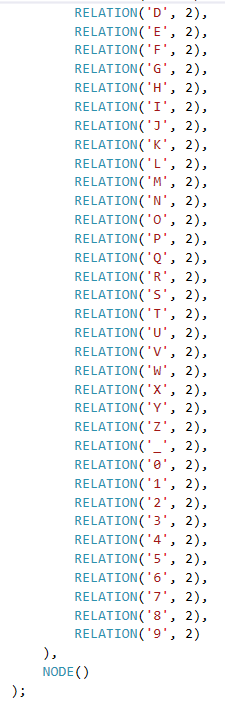 RELATION('D', 2),
RELATION('E', 2),
RELATION('F', 2),
RELATION('G', 2),
RELATION('H', 2),
RELATION('I', 2),
RELATION('J', 2),
RELATION('K', 2),
RELATION('L', 2),
RELATION('M', 2),
RELATION('N', 2),
RELATION('O', 2),
RELATION('P', 2),
RELATION('Q', 2),
RELATION('R', 2),
RELATION('S', 2),
RELATION('T', 2),
RELATION('U', 2),
RELATION('V', 2),
RELATION('W', 2),
RELATION('X', 2),
RELATION('Y', 2),
RELATION('Z', 2),
RELATION('_', 2),
RELATION('0', 2),
RELATION('1', 2),
RELATION('2', 2),
RELATION('3', 2),
RELATION('4', 2),
RELATION('5', 2),
RELATION('6', 2),
RELATION('7', 2),
RELATION('8', 2),
RELATION('9', 2)
),
NODE()
);